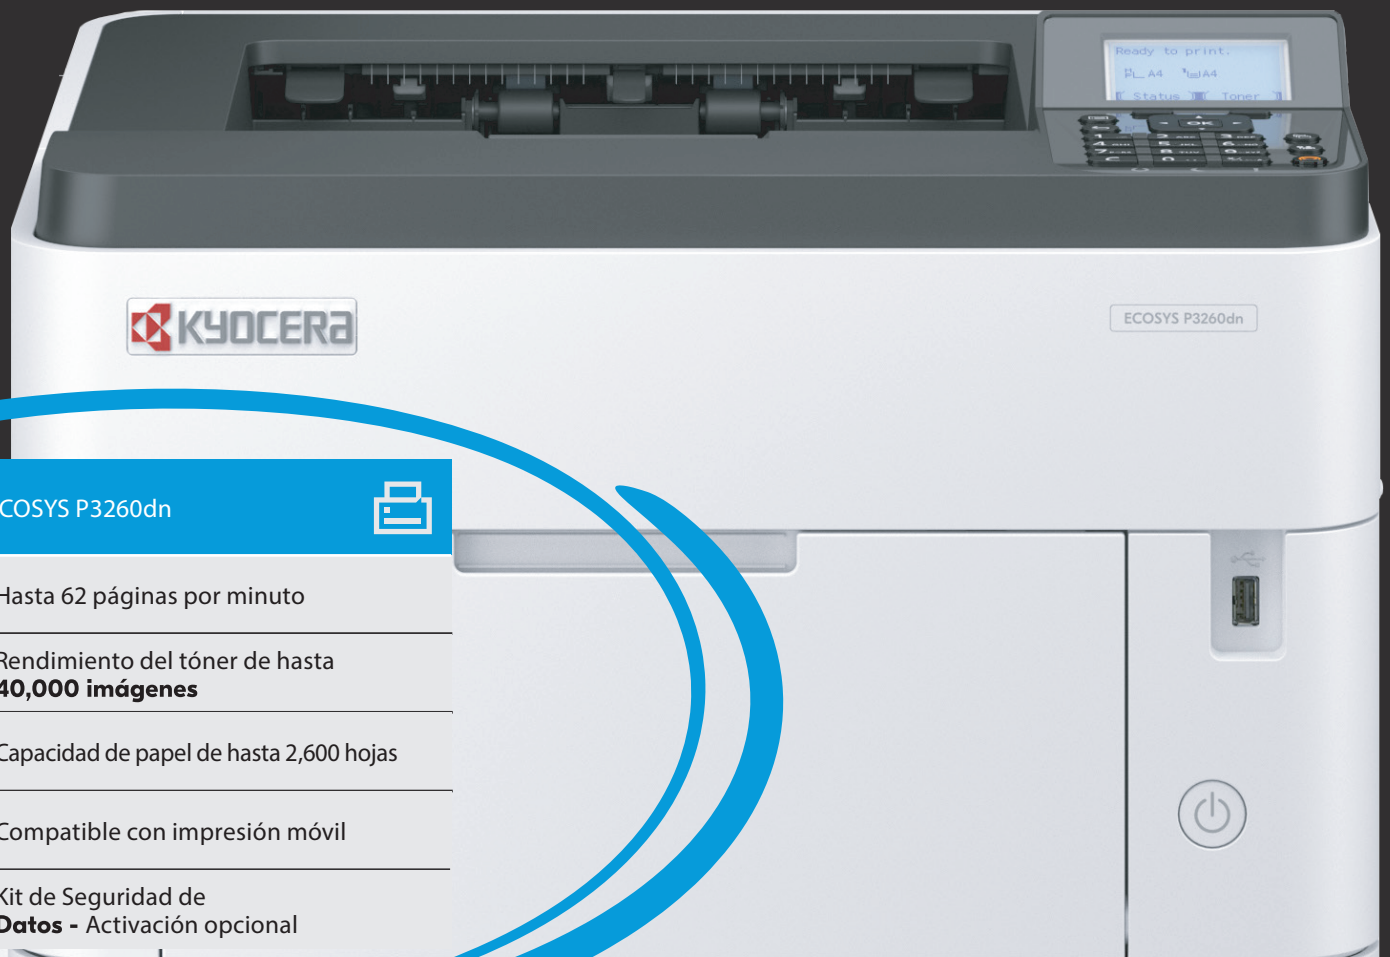 Ready to print.
A4 A4
Status Toner
OK
KYOCERA
ECOSYS P3260dn
COSYS P3260dn
Hasta 62 páginas por minuto
Rendimiento del tóner de hasta
40,000 imágenes
Capacidad de papel de hasta 2,600 hojas
Compatible con impresión móvil
Kit de Seguridad de
Datos - Activación opcional